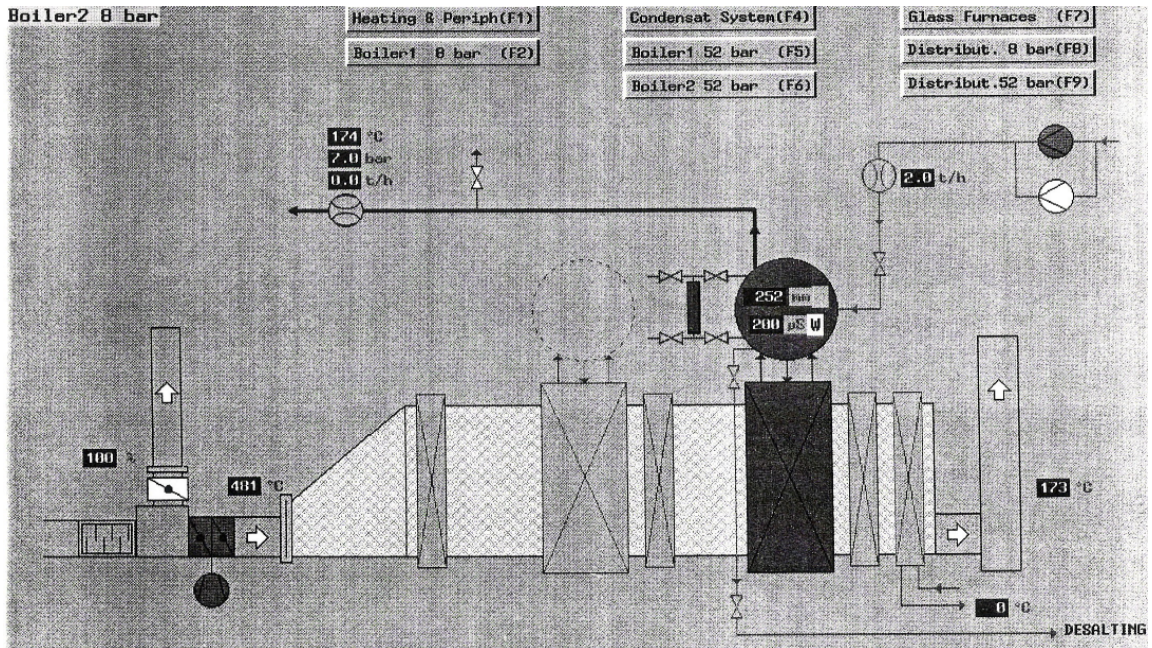 Boiler2 8 bar
Heating & Periph(F1)
Condensat System(F4)
Glass Furnaces (F7)
Boiler1 8 bar (F2)
Boiler1 52 bar (F5)
Distribut. 8 bar(F8)
Boiler2 52 bar (F6)
Distribut.52 bar(F9)
174 °C
7.0 bar
0.0 t/h
2.0 t/h
252 mm
200 µS W
100 %
481 °C
173 °C
0 °C
DESALTING